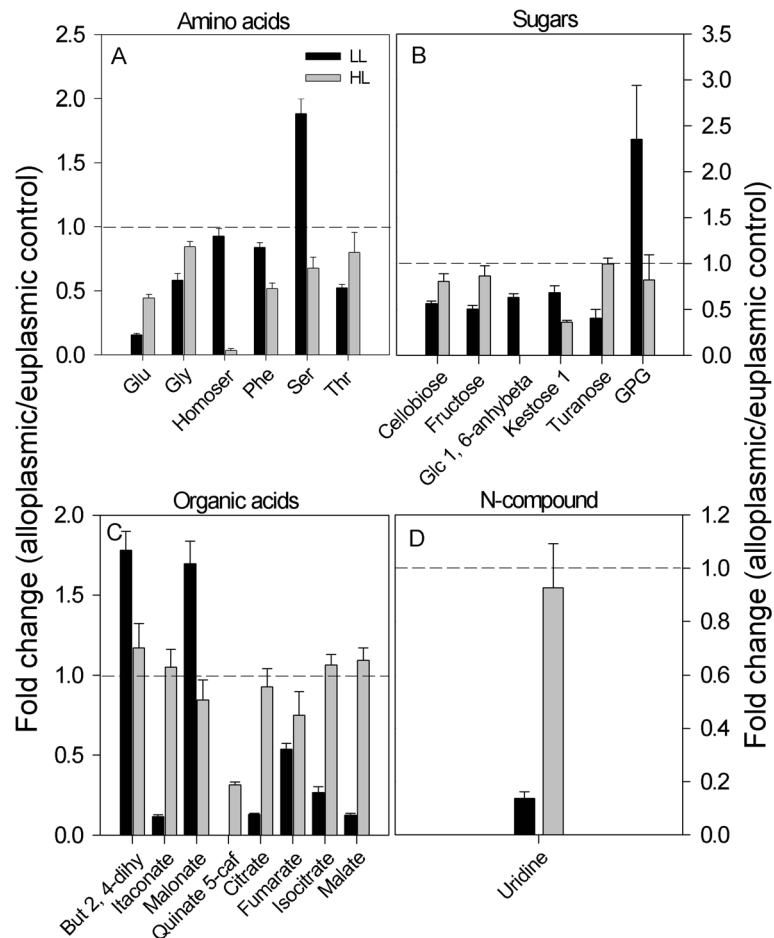 Amino acids
Sugars
A
LL
HL
B
2.5
2.0
1.5
1.0
0.5
0.0
3.5
3.0
2.5
2.0
1.5
1.0
0.5
0.0
Glu
Gly
Homoser
Phe
Ser
Thr
Cellobiose
Fructose
Glc 1, 6-anhybeta
Kestose 1
Turanose
GPG
Fold change (alloplasmic/euplasmic control)
Fold change (alloplasmic/euplasmic control)
Organic acids
N-compound
C
D
2.0
1.5
1.0
0.5
0.0
1.2
1.0
0.8
0.6
0.4
0.2
0.0
But 2, 4-dihy
Itaconate
Malonate
Quinate 5-caf
Citrate
Fumarate
Isocitrate
Malate
Uridine